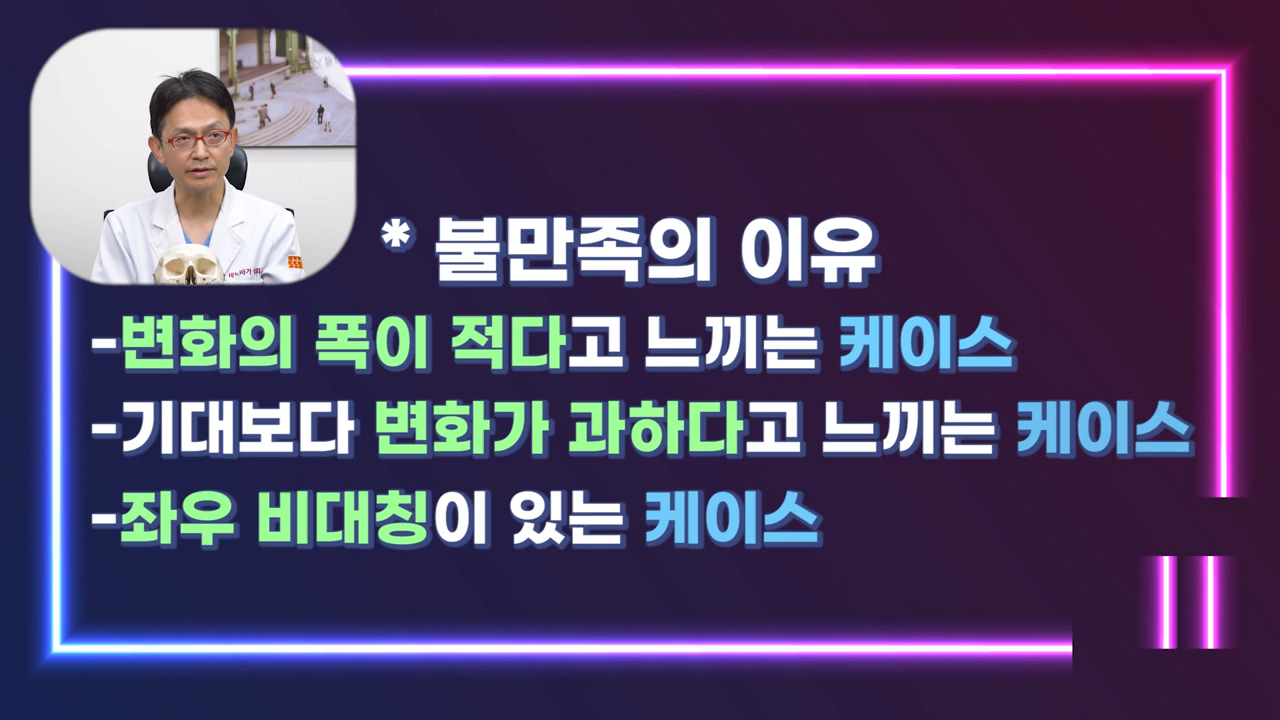 * 불만족의 이유
-변화의 폭이 적다고 느끼는 케이스
-기대보다 변화가 과하다고 느끼는 케이스
-좌우 비대칭이 있는 케이스